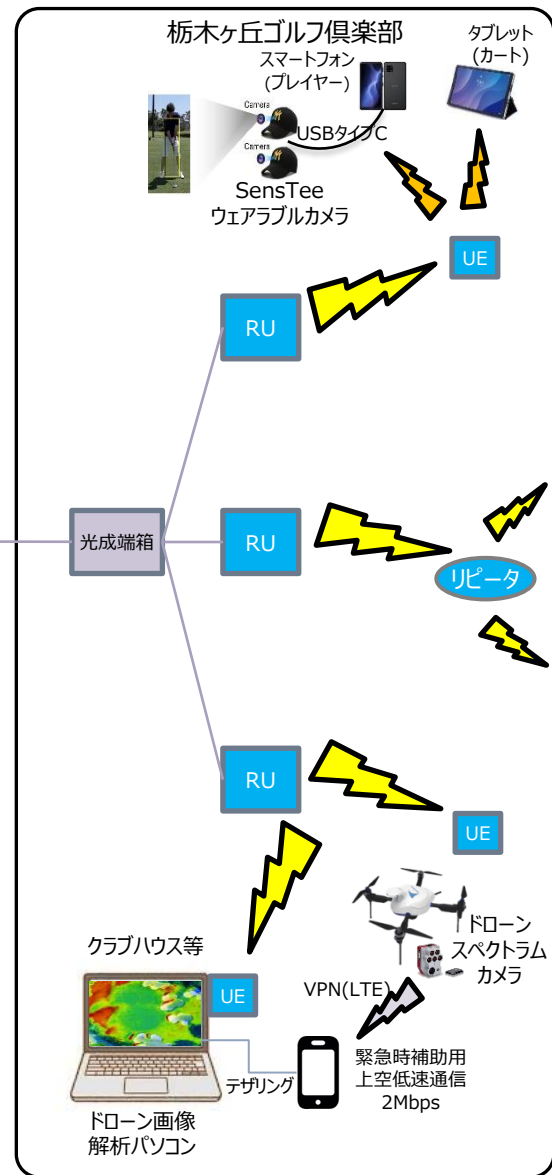 栃木ヶ丘ゴルフ倶楽部
スマートフォン
(プレイヤー)
タブレット
(カート)
Camera
Camera
USBタイプC
SensTee
ウェアラブルカメラ
UE
RU
光成端箱
RU
リピータ
RU
UE
クラブハウス等
UE
ドローン
スペクトラム
カメラ
VPN(LTE)
テザリング
緊急時補助用
上空低速通信
2Mbps
ドローン画像
解析パソコン